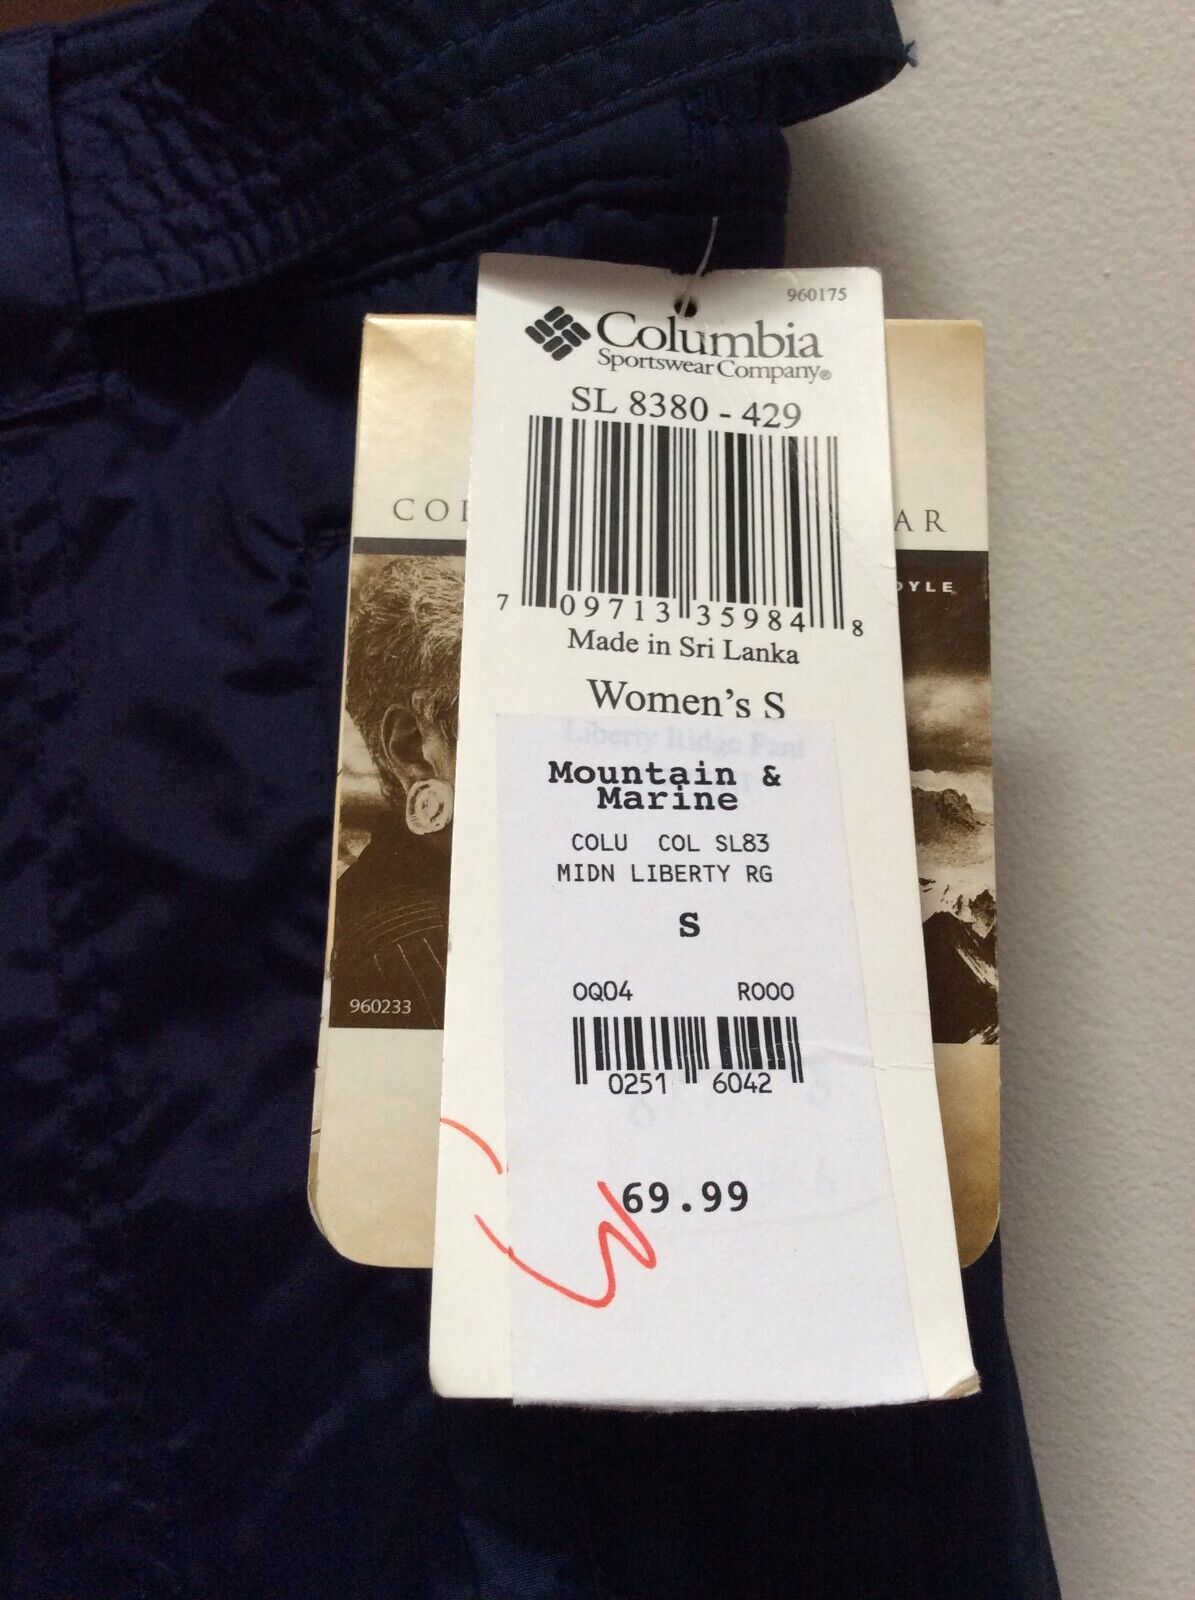 960175
Columbia
Sportswear Company®
SL 8380 - 429
7 09713 35984 8
Made in Sri Lanka
Women's S
Liberty Ridge Pant
Mountain &
Marine
COLU COL SL83
MIDN LIBERTY RG
S
0Q04 R000
0251 6042
69.99
COL
AR
OYLE
960233